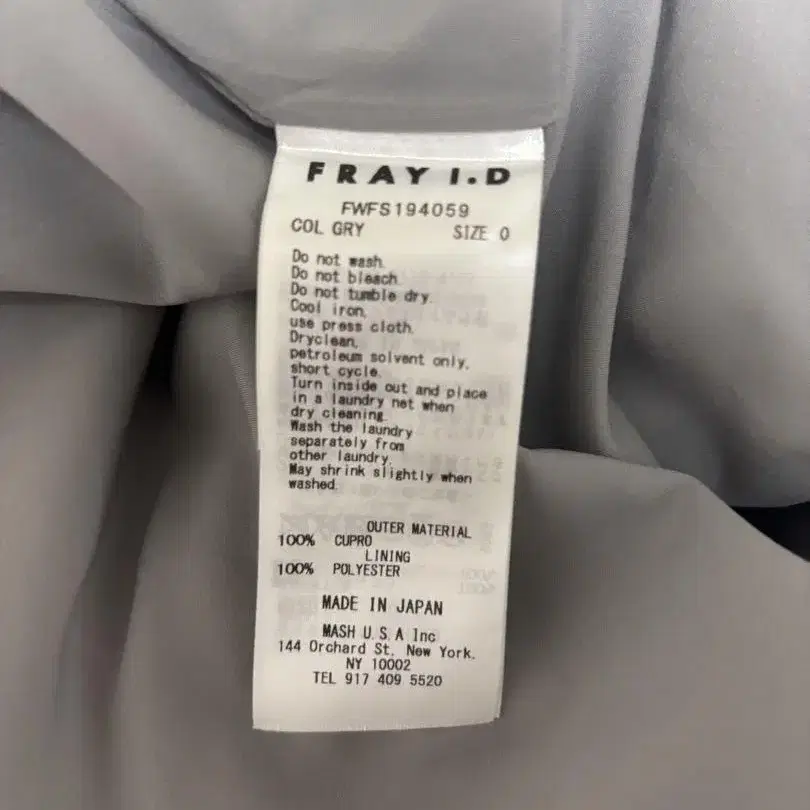 FRAY I.D
FWFS194059
COL GRY SIZE 0
Do not wash.
Do not bleach.
Do not tumble dry.
Cool iron,
use press cloth.
Dryclean,
petroleum solvent only,
short cycle.
Turn inside out and place
in a laundry net when
dry cleaning.
Wash the laundry
separately from
other laundry.
May shrink slightly when
washed.
OUTER MATERIAL
100% CUPRO
LINING
100% POLYESTER
MADE IN JAPAN
MASH U.S.A Inc
144 Orchard St, New York.
NY 10002
TEL 917 409 5520